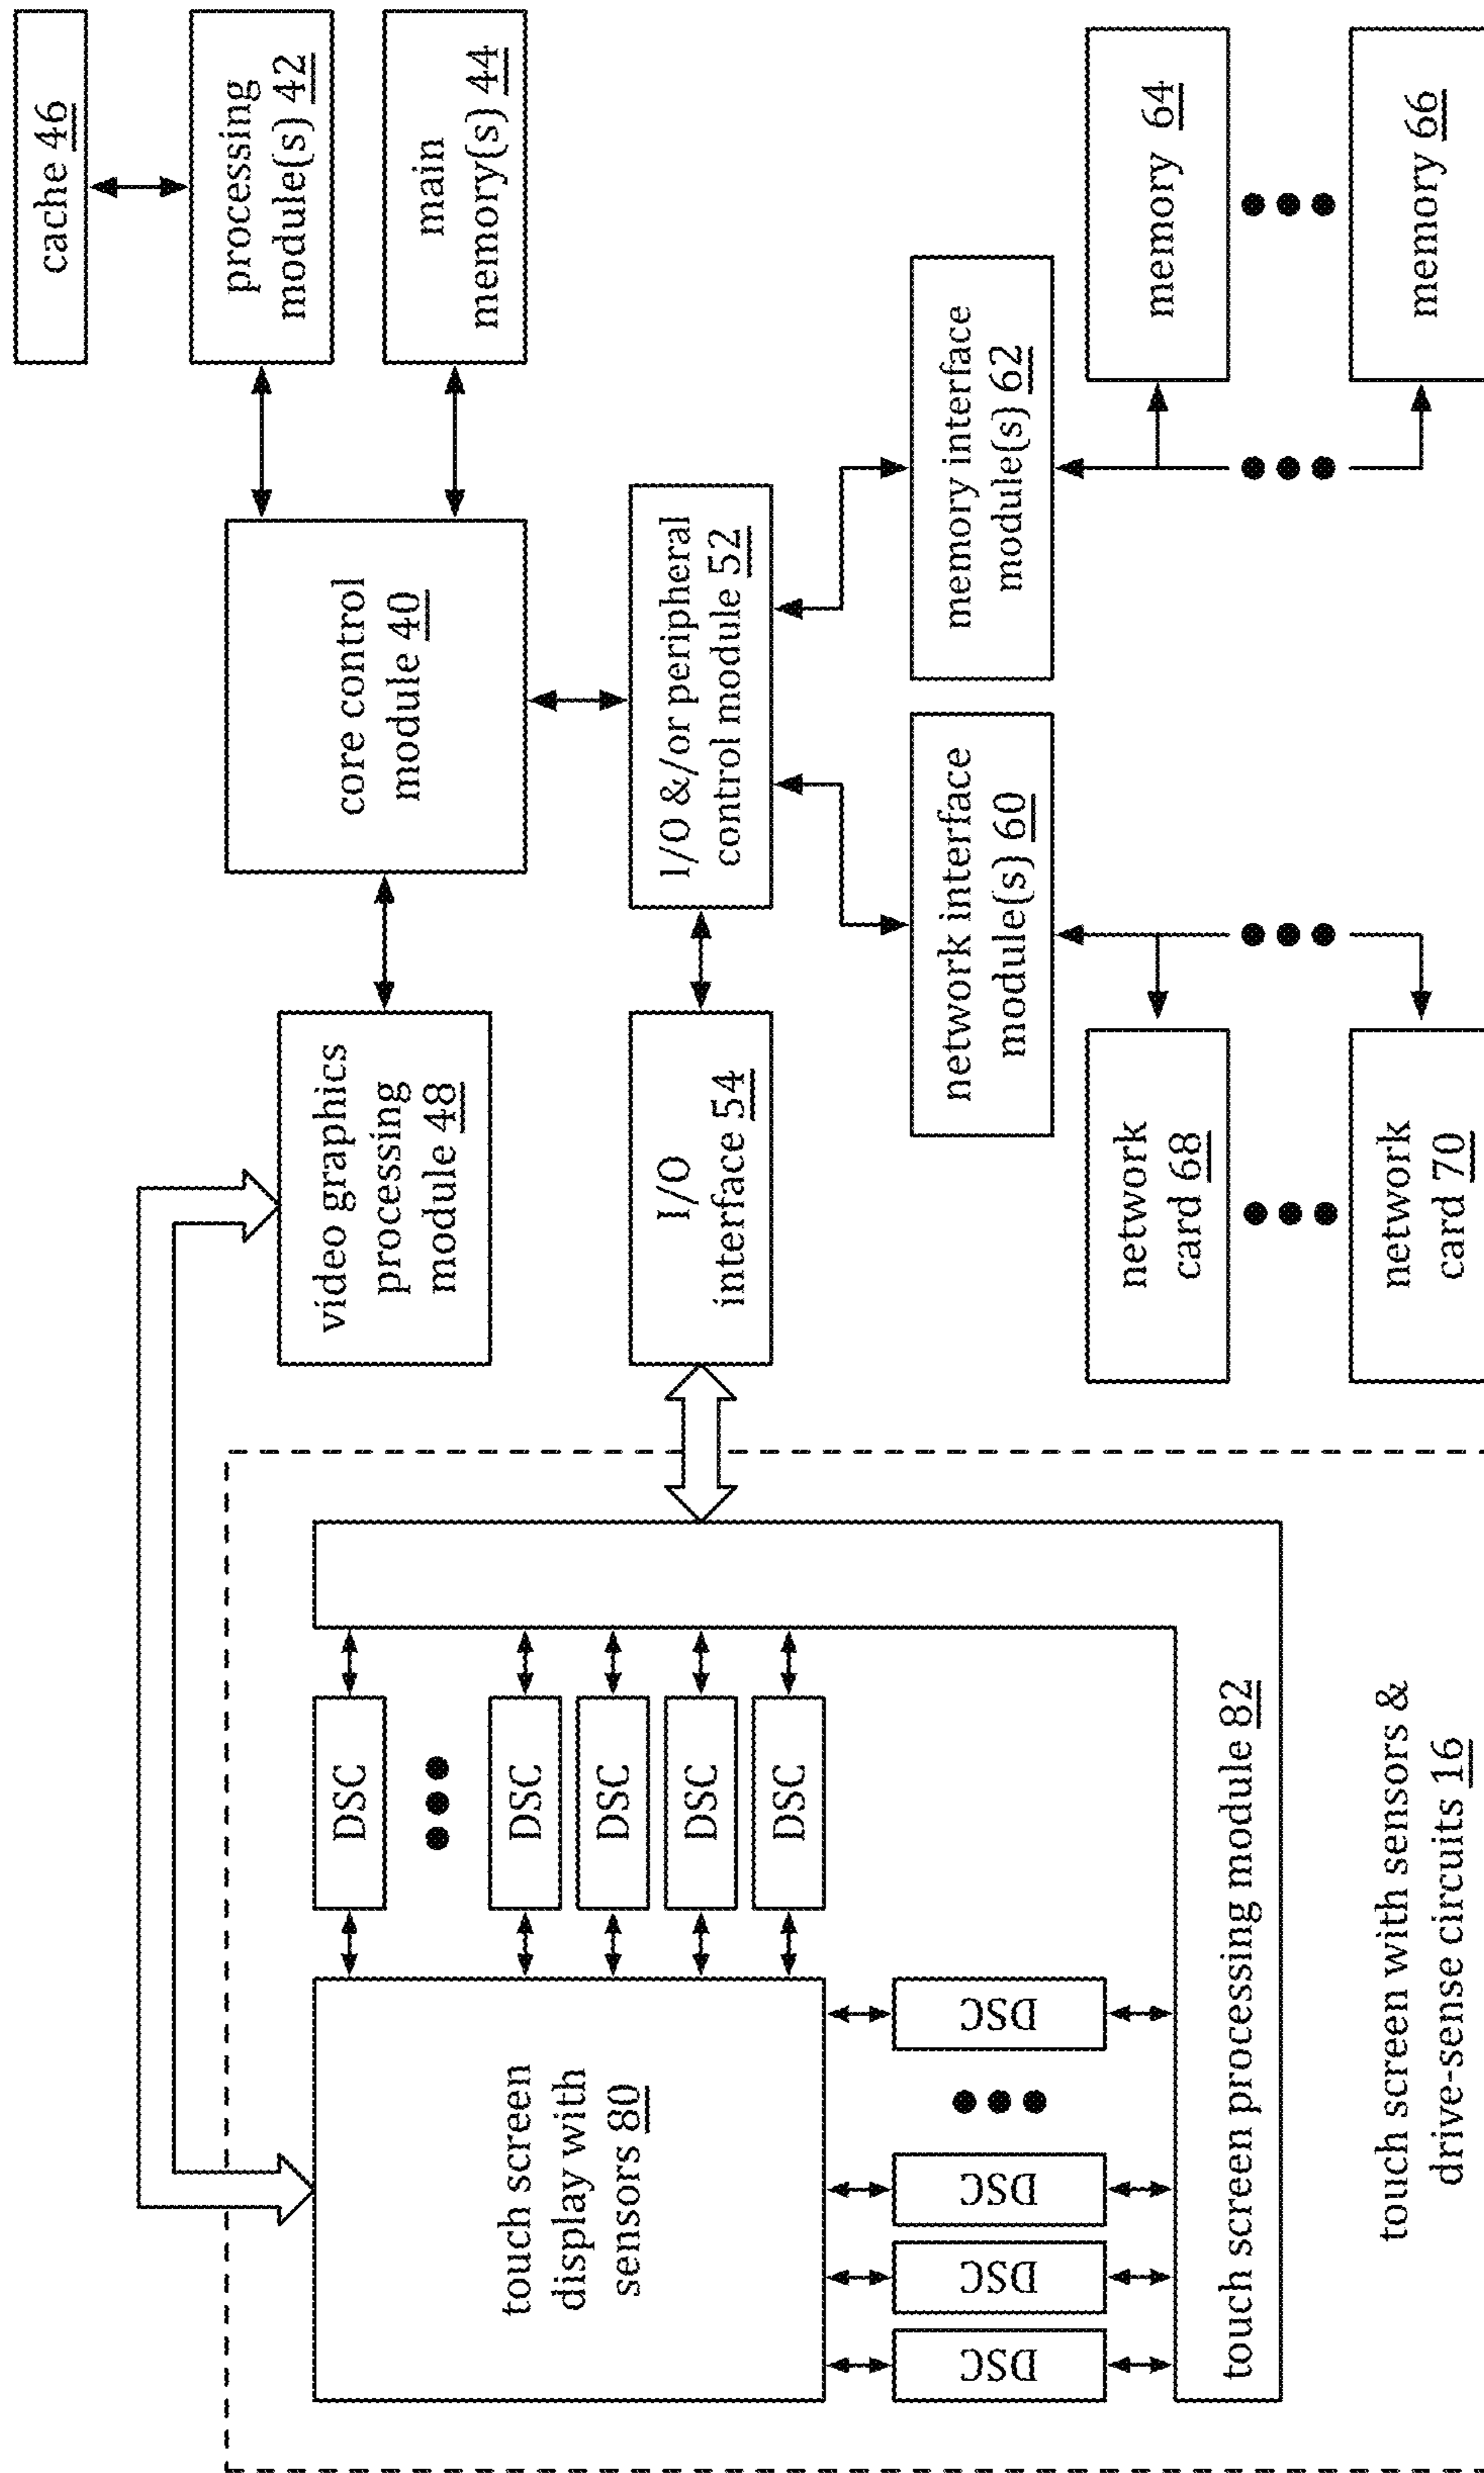 cache 46
processing
module(s) 42
main
memory(s) 44
core control
module 40
video graphics
processing
module 48
I/O &/or peripheral
control module 52
I/O
interface 54
memory interface
module(s) 62
network interface
module(s) 60
memory 64
memory 66
network
card 68
network
card 70
touch screen
display with
sensors 80
DSC
DSC
DSC
DSC
DSC
DSC
DSC
DSC
DSC
touch screen processing module 82
touch screen with sensors &
drive-sense circuits 16